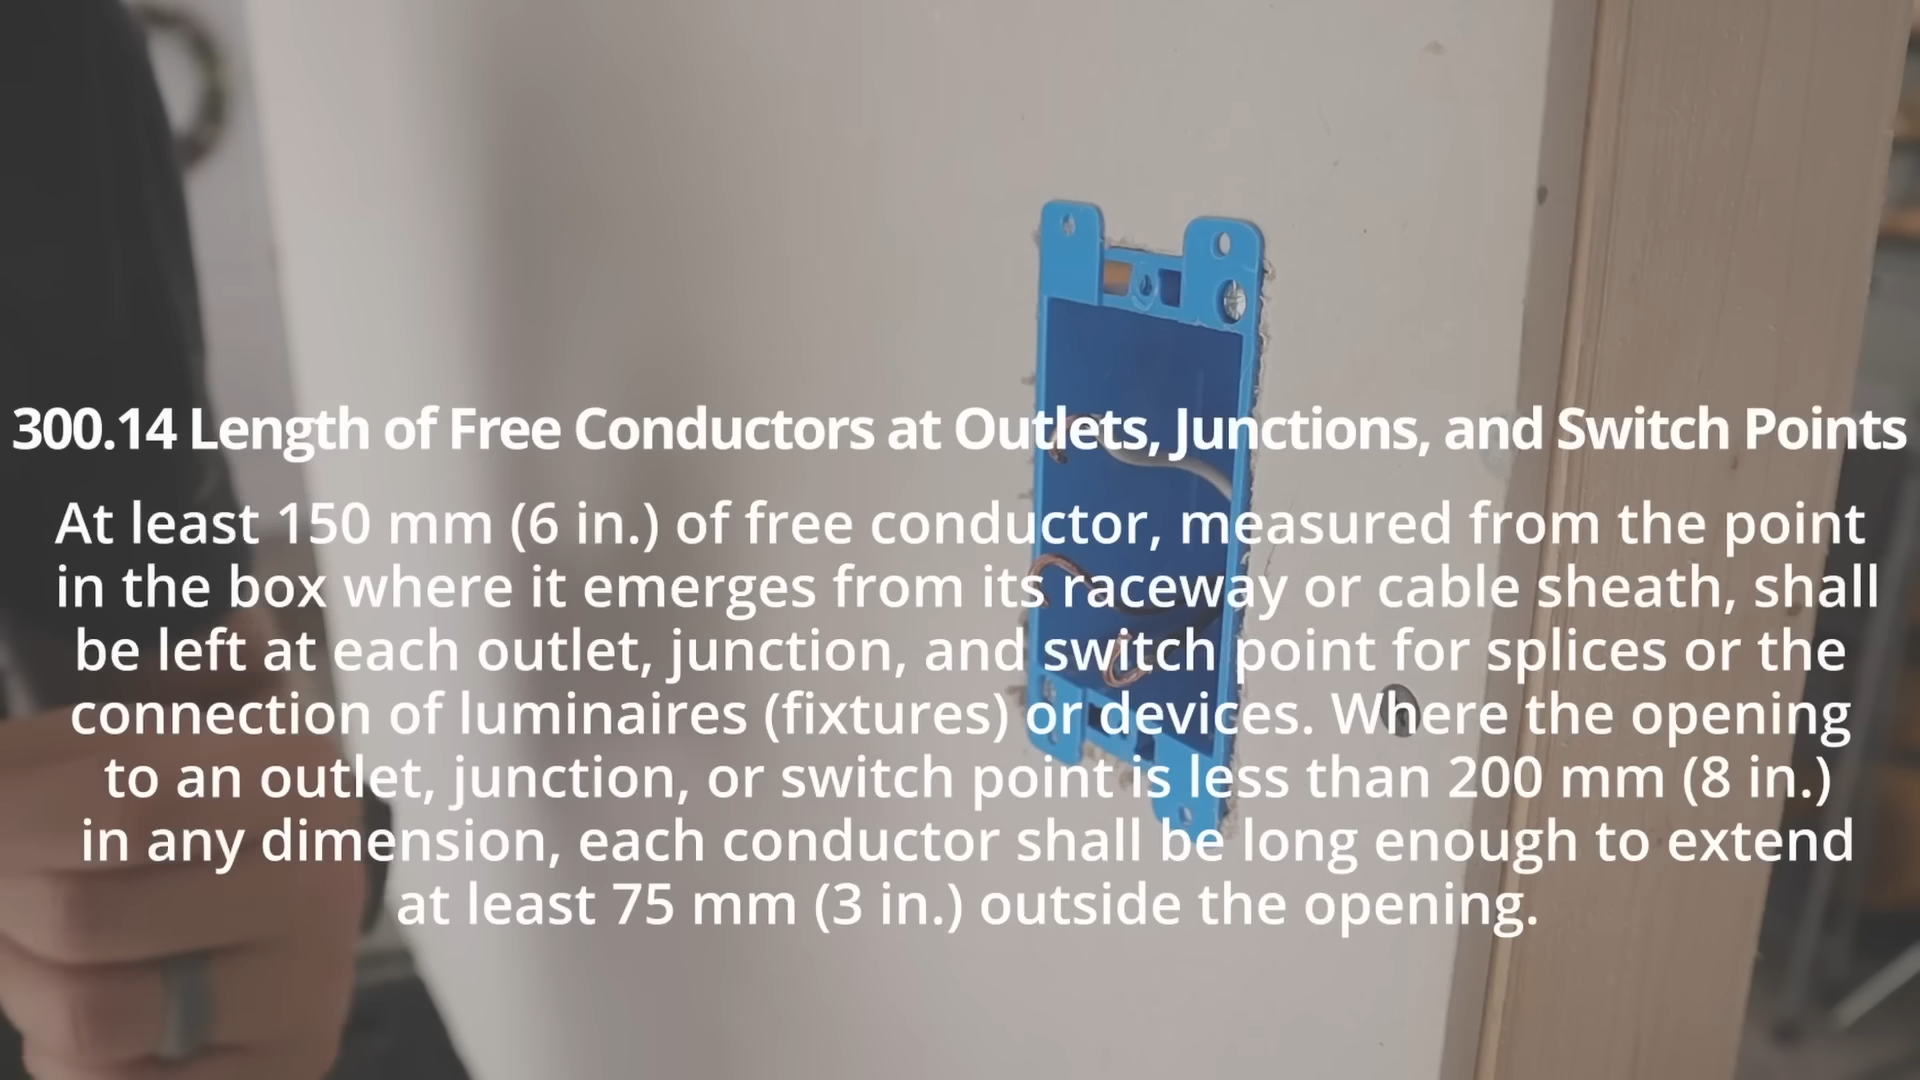 300.14 Length of Free Conductors at Outlets, Junctions, and Switch Points
At least 150 mm (6 in.) of free conductor, measured from the point
in the box where it emerges from its raceway or cable sheath, shall
be left at each outlet, junction, and switch point for splices or the
connection of luminaires (fixtures) or devices. Where the opening
to an outlet, junction, or switch point is less than 200 mm (8 in.)
in any dimension, each conductor shall be long enough to extend
at least 75 mm (3 in.) outside the opening.